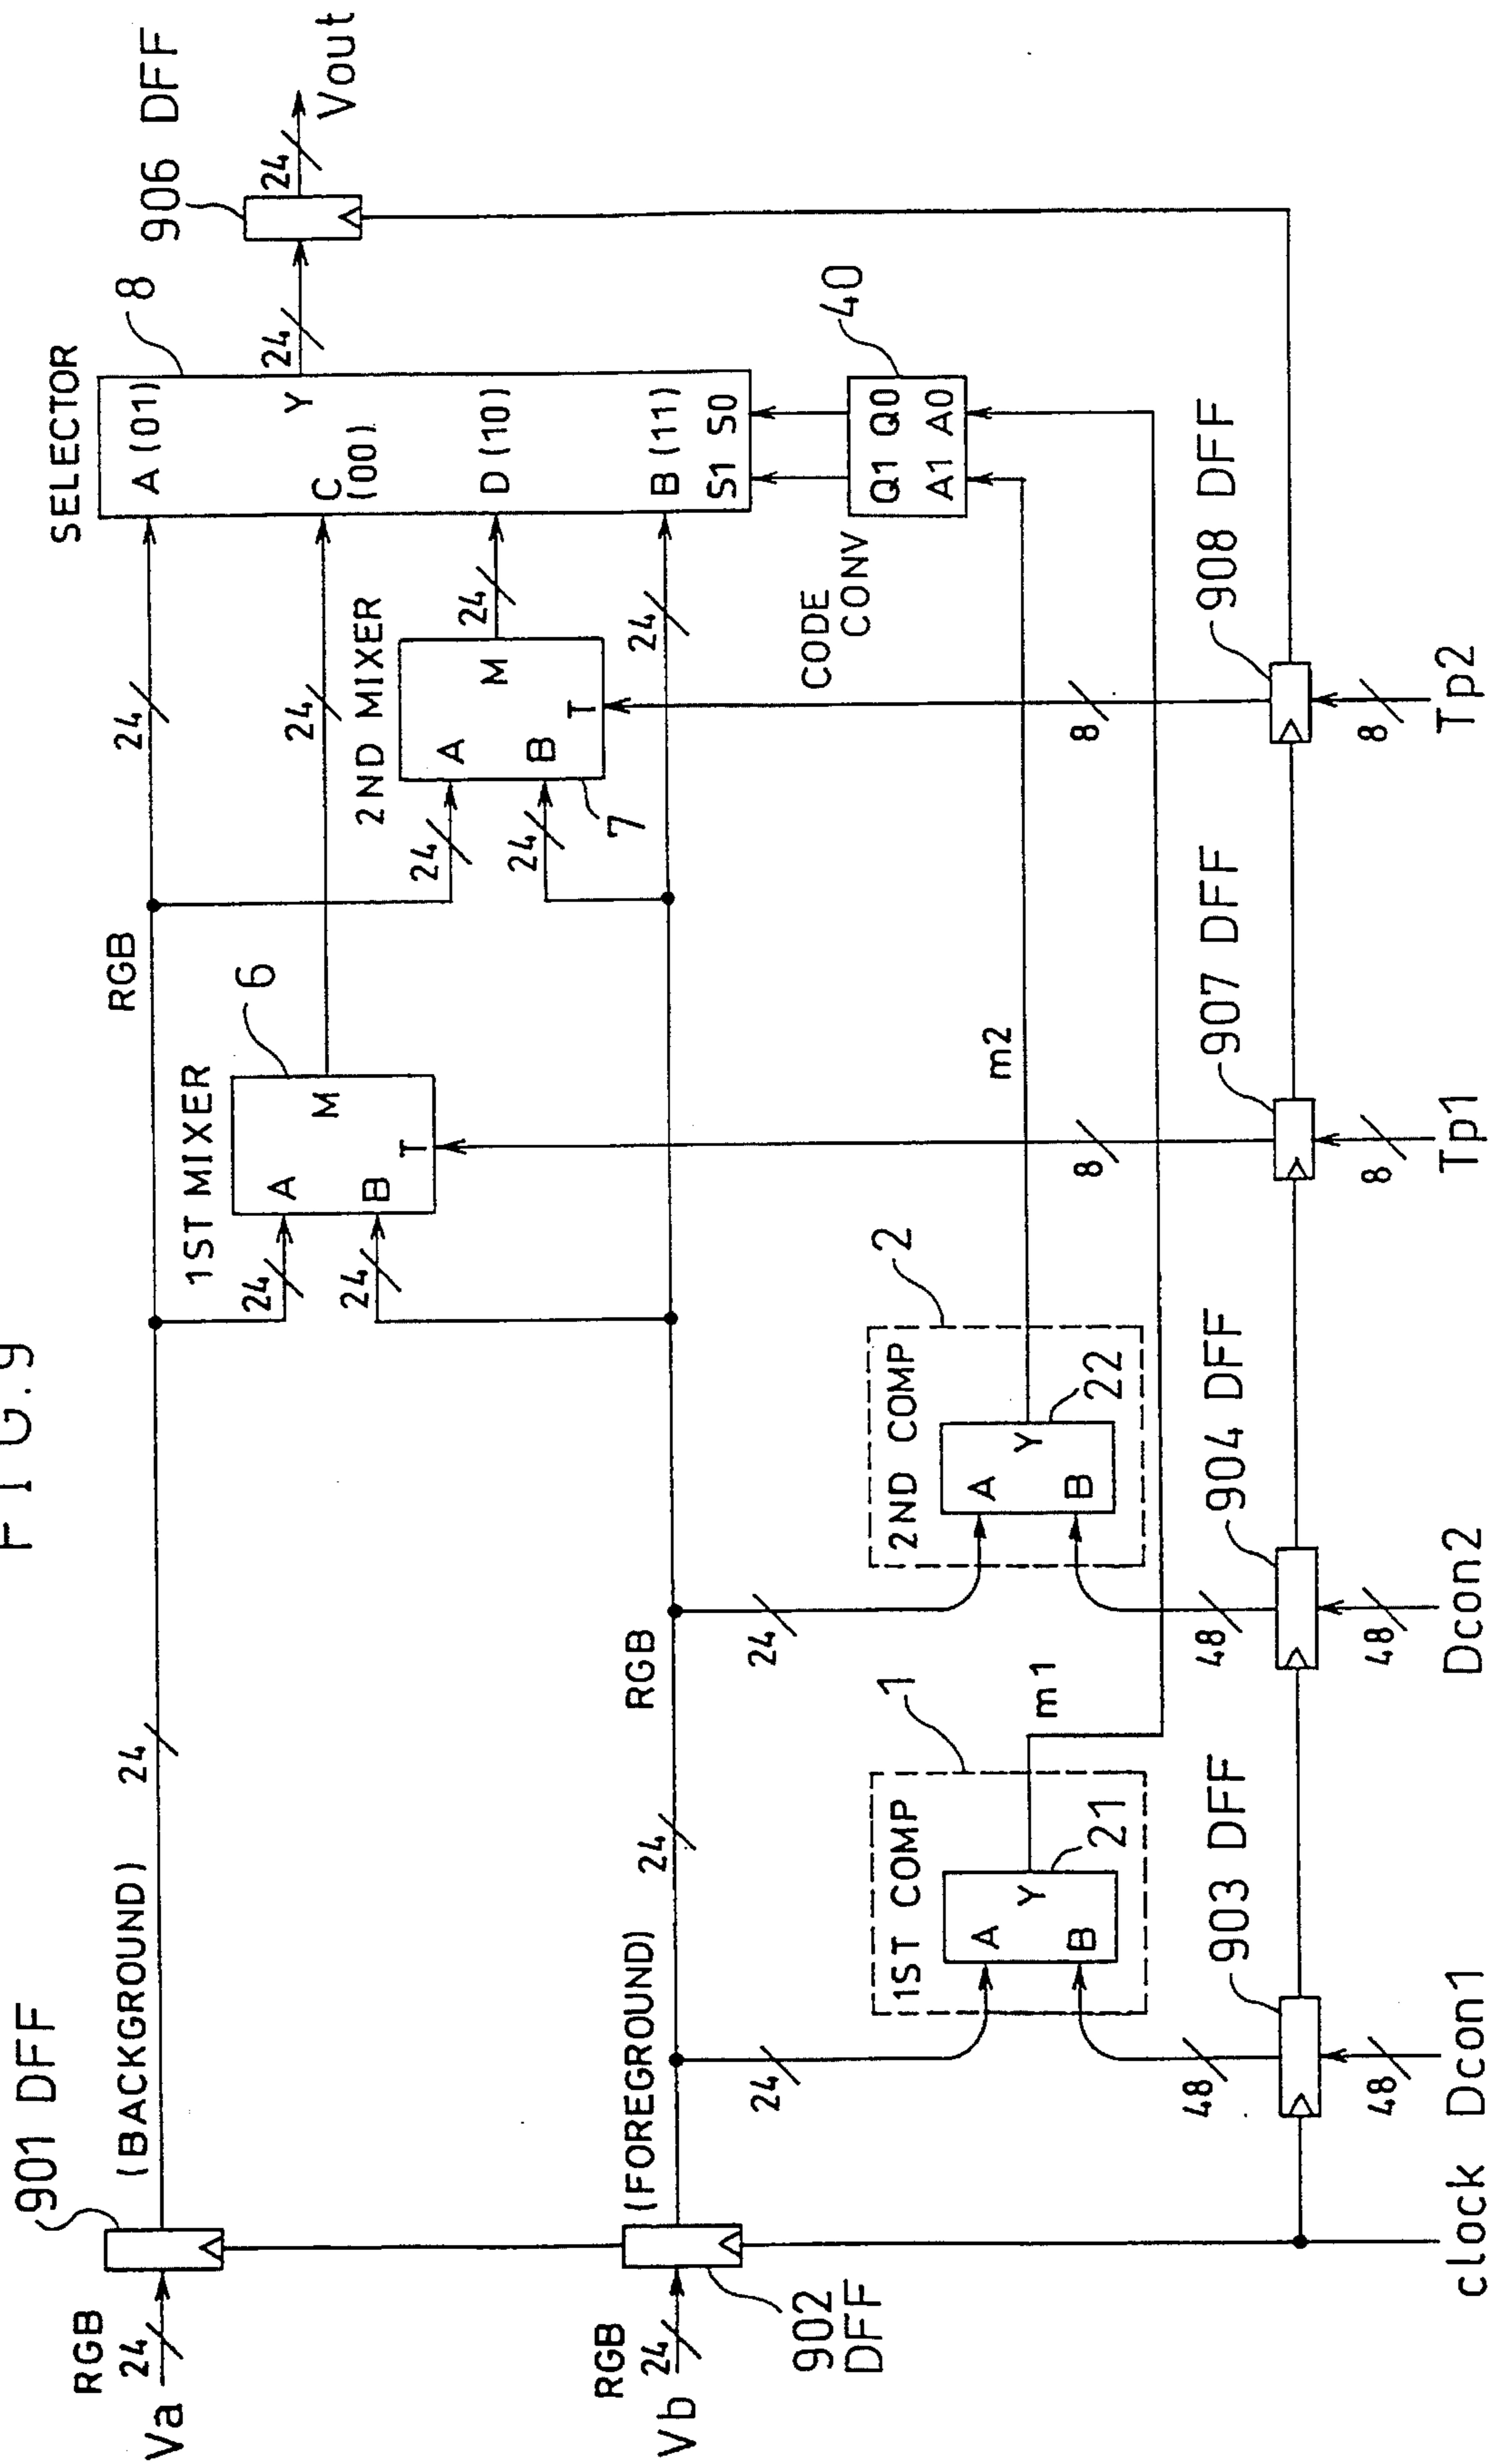 FIG.9
901 DFF
RGB
24
Va
(BACKGROUND)
24
RGB
24
1ST MIXER
24
24
A
B
M
T
6
24
2ND MIXER
24
24
A
B
M
T
7
24
24
SELECTOR
8
A (01)
Y
C
(00)
D (10)
B (11)
S1 S0
24
906 DFF
24
Vout
RGB
24
Vb
902
DFF
(FOREGROUND)
24
RGB
24
1ST COMP
1
A
Y
B
21
m1
24
2ND COMP
2
A
Y
B
22
m2
CODE
CONV
Q1 Q0
A1 A0
40
48
903 DFF
48
48
904 DFF
48
8
907 DFF
8
8
908 DFF
8
clock
Dcon1
Dcon2
Tp1
Tp2